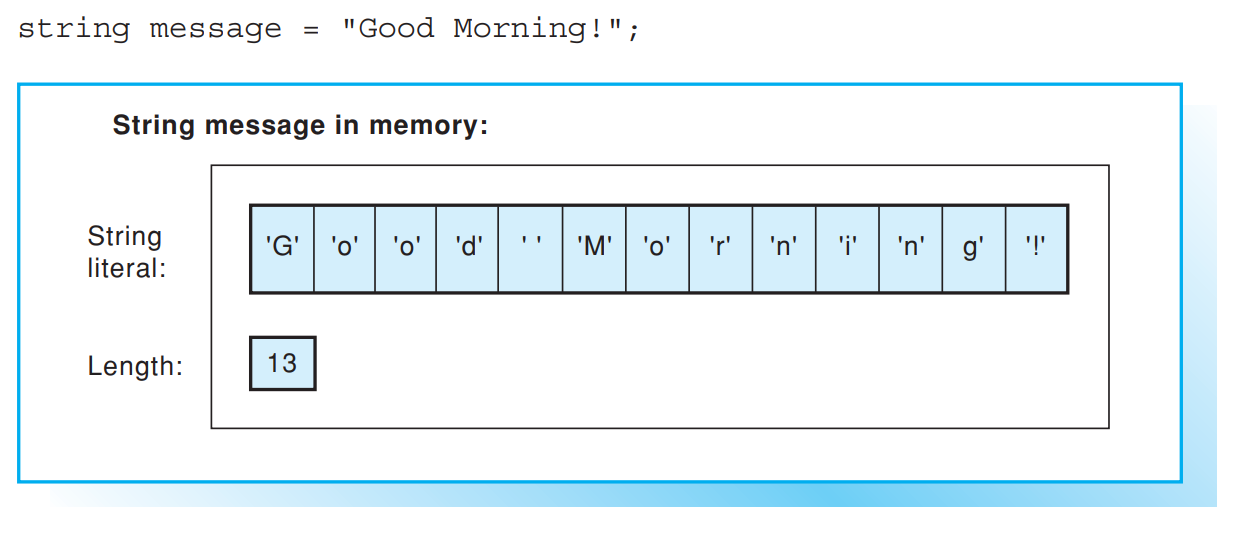 string message = "Good Morning!";
String message in memory:
String
literal:
'G' 'o' 'o' 'd' ' ' 'M' 'o' 'r' 'n' 'i' 'n' g' '!'
Length:
13